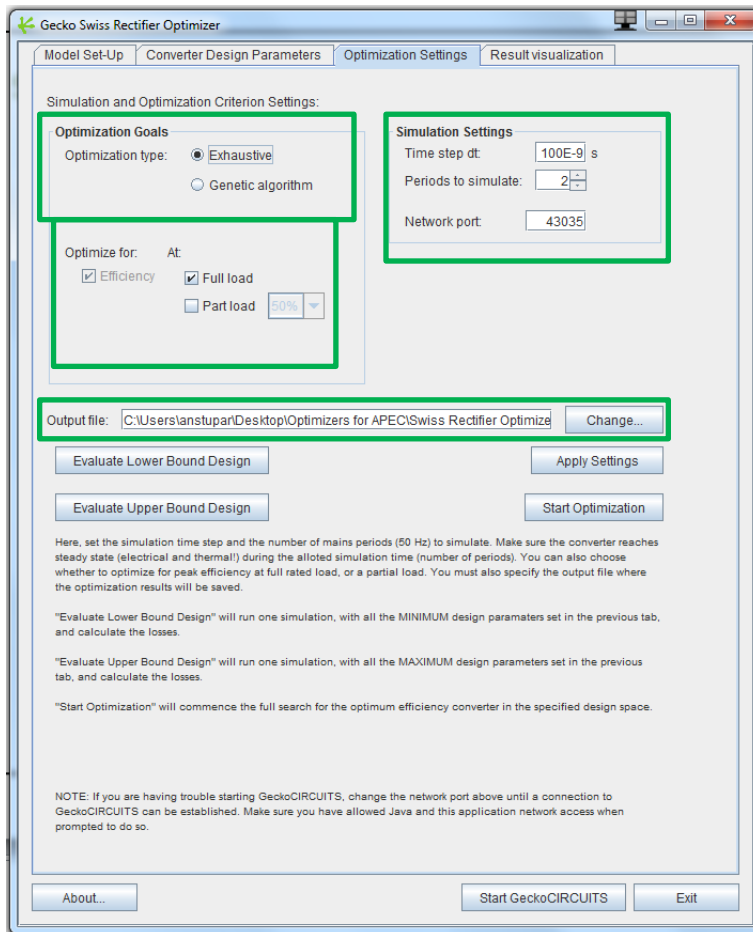 Gecko Swiss Rectifier Optimizer
Model Set-Up
Converter Design Parameters
Optimization Settings
Result visualization
Simulation and Optimization Criterion Settings:
Optimization Goals
Optimization type:
Exhaustive
Genetic algorithm
Optimize for:
At:
Efficiency
Full load
Part load
50%
Simulation Settings
Time step dt:
100E-9
s
Periods to simulate:
2
Network port:
43035
Output file:
C:\Users\anstupar\Desktop\Optimizers for APEC\Swiss Rectifier Optimize
Change...
Evaluate Lower Bound Design
Apply Settings
Evaluate Upper Bound Design
Start Optimization
Here, set the simulation time step and the number of mains periods (50 Hz) to simulate. Make sure the converter reaches
steady state (electrical and thermal!) during the alloted simulation time (number of periods). You can also choose
whether to optimize for peak efficiency at full rated load, or a partial load. You must also specify the output file where
the optimization results will be saved.
"Evaluate Lower Bound Design" will run one simulation, with all the MINIMUM design paramaters set in the previous tab,
and calculate the losses.
"Evaluate Upper Bound Design" will run one simulation, with all the MAXIMUM design parameters set in the previous
tab, and calculate the losses.
"Start Optimization" will commence the full search for the optimum efficiency converter in the specified design space.
NOTE: If you are having trouble starting GeckoCIRCUITS, change the network port above until a connection to
GeckoCIRCUITS can be established. Make sure you have allowed Java and this application network access when
prompted to do so.
About...
Start GeckoCIRCUITS
Exit